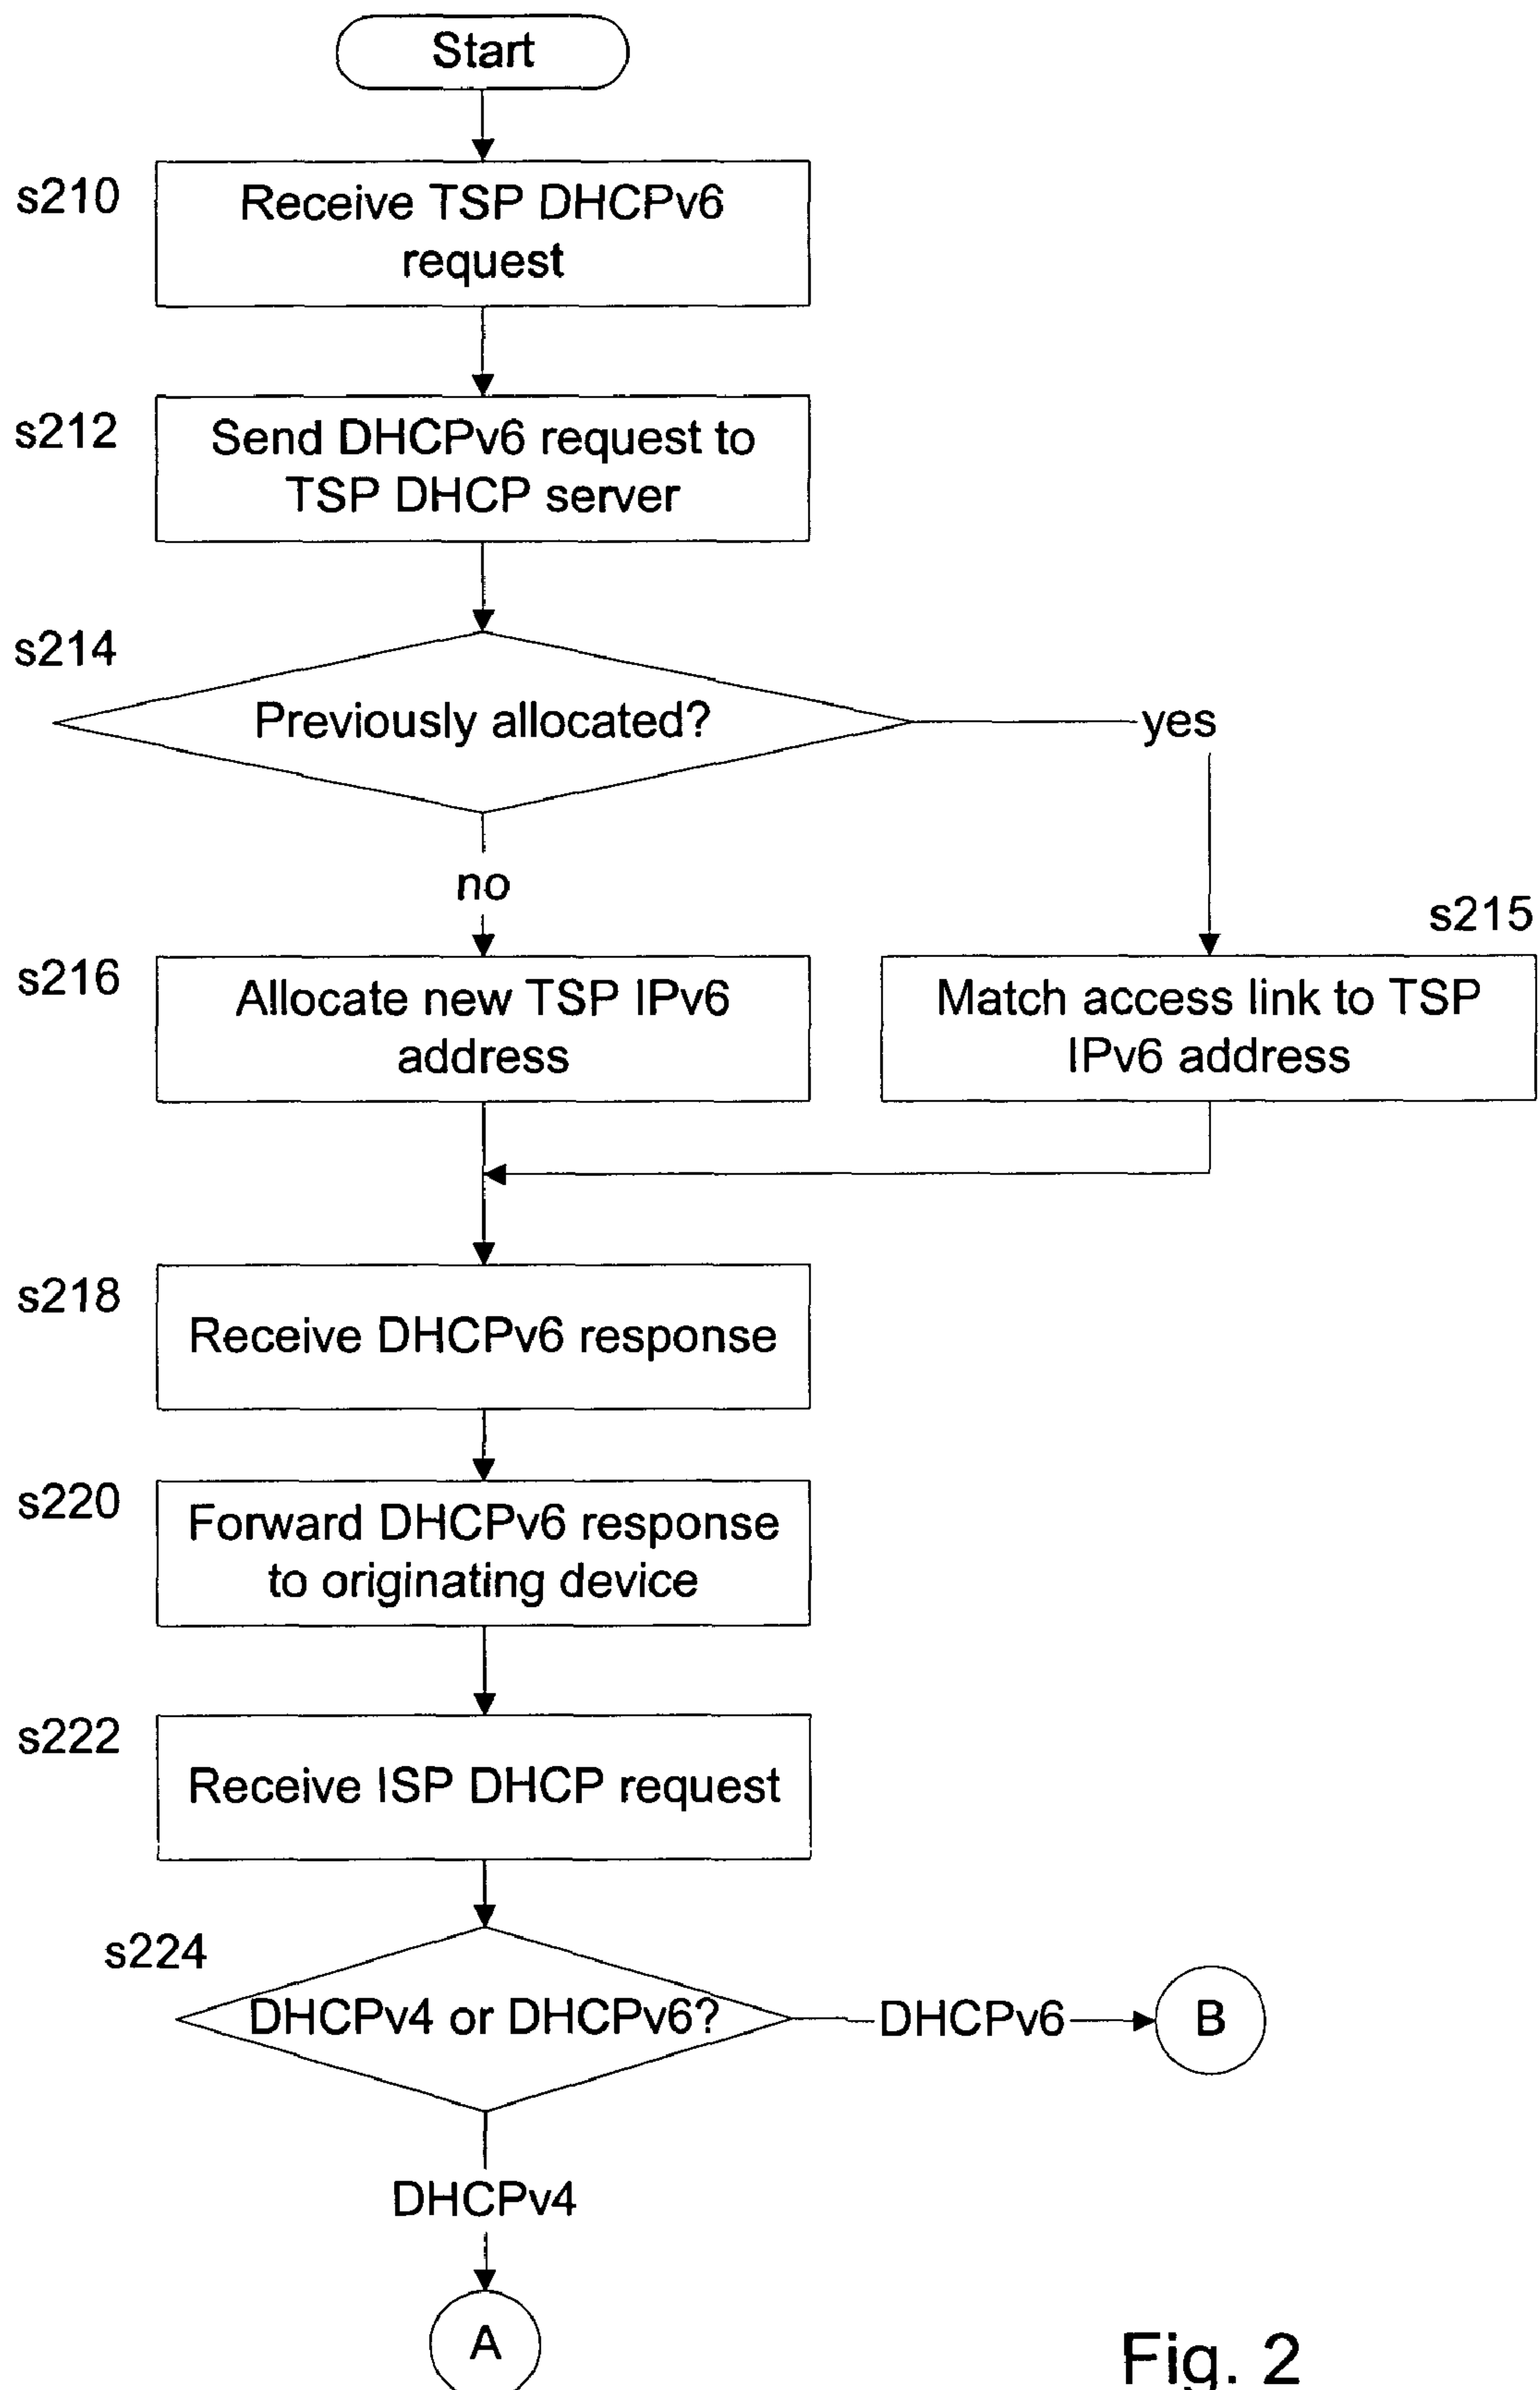 Start
s210
Receive TSP DHCPv6
request
s212
Send DHCPv6 request to
TSP DHCP server
s214
Previously allocated?
yes
no
s215
s216
Allocate new TSP IPv6
address
Match access link to TSP
IPv6 address
s218
Receive DHCPv6 response
s220
Forward DHCPv6 response
to originating device
s222
Receive ISP DHCP request
s224
DHCPv4 or DHCPv6?
DHCPv6
B
DHCPv4
A
Fig. 2